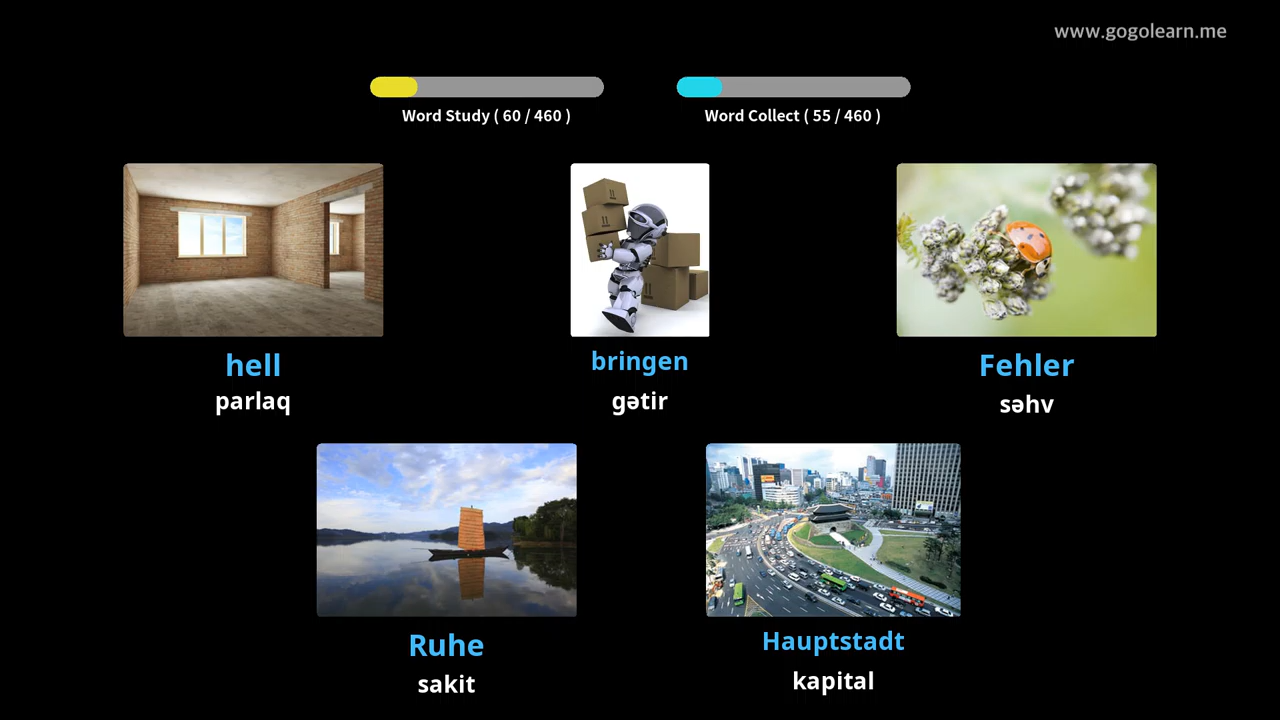 www.gogolearn.me
Word Study ( 60 / 460 )
Word Collect ( 55 / 460 )
hell
parlaq
bringen
gətir
Fehler
səhv
Ruhe
sakit
Hauptstadt
kapital